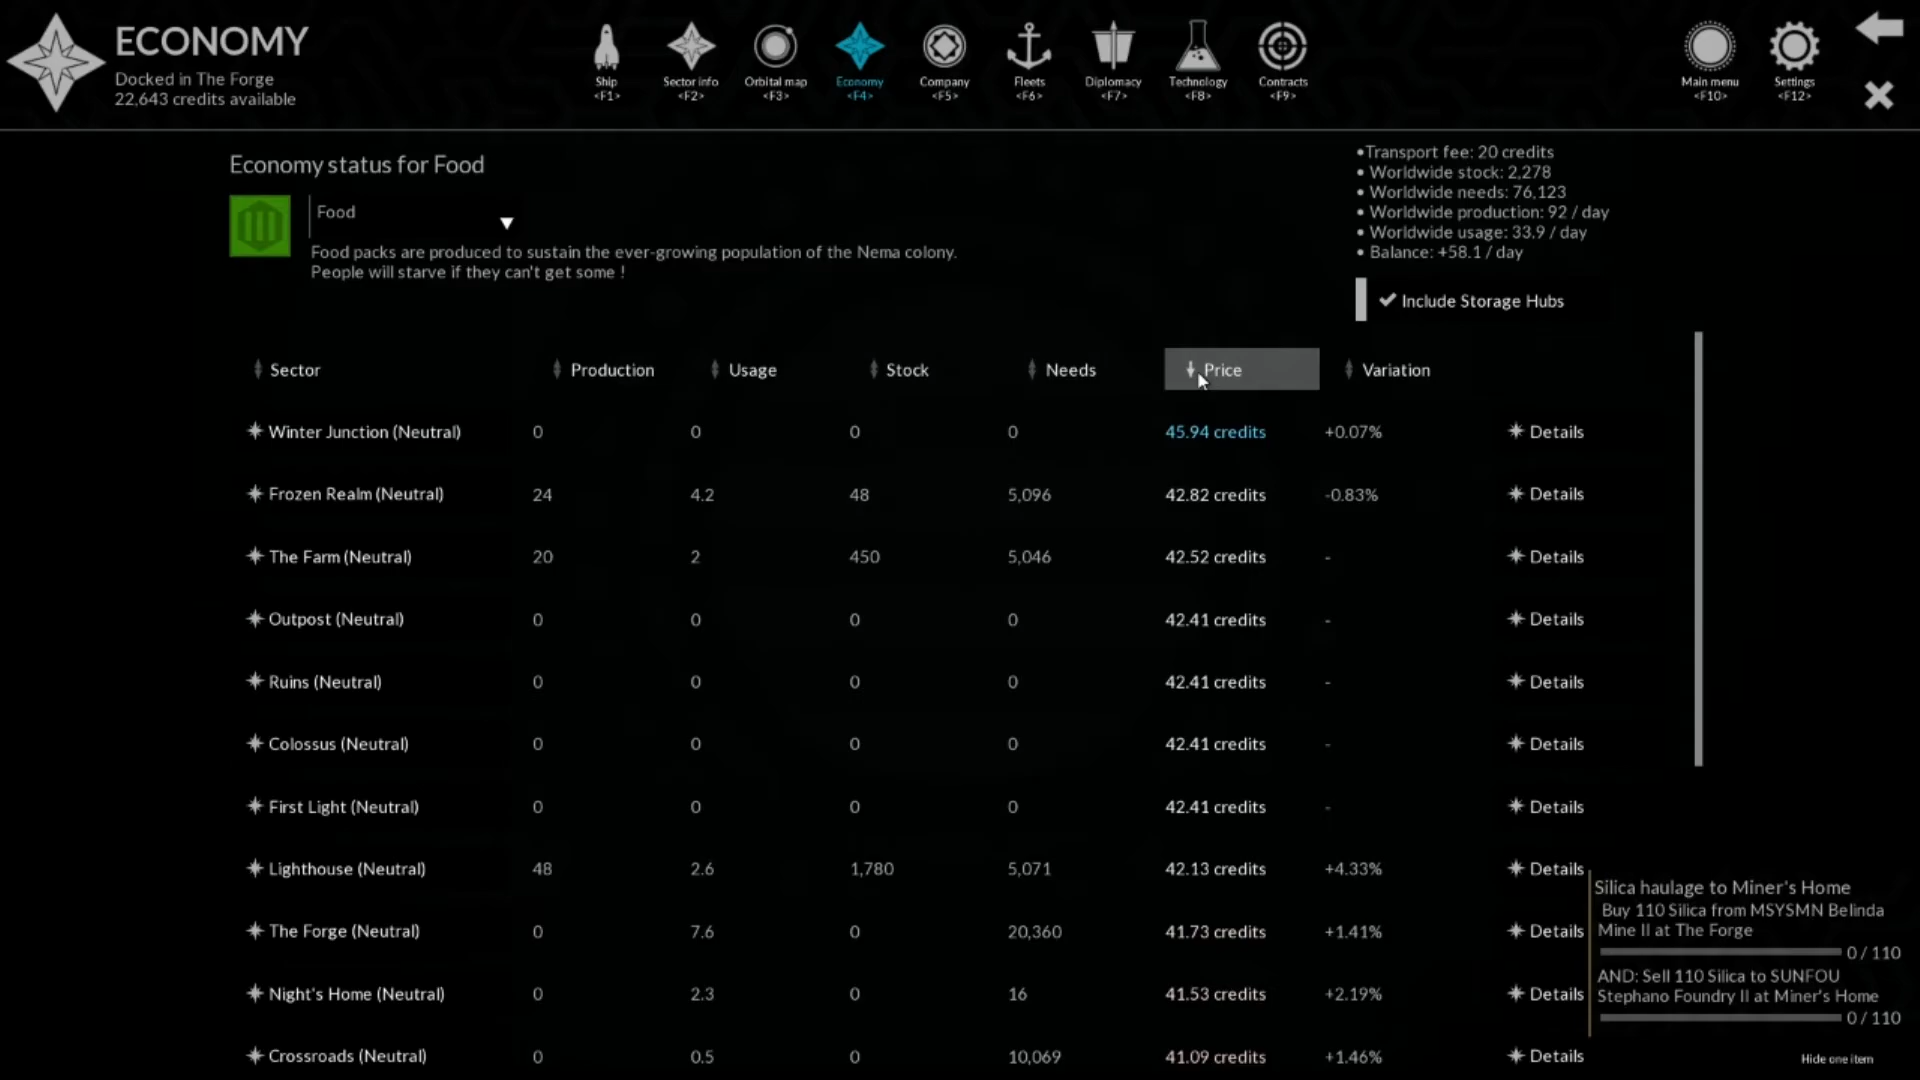 ECONOMY
Docked in The Forge
22,643 credits available
Ship
<F1>
Sector info
<F2>
Orbital map
<F3>
Economy
<F4>
Company
<F5>
Fleets
<F6>
Diplomacy
<F7>
Technology
<F8>
Contracts
<F9>
Main menu
<F10>
Settings
<F12>
Economy status for Food
Food
Food packs are produced to sustain the ever-growing population of the Nema colony.
People will starve if they can't get some !
•Transport fee: 20 credits
• Worldwide stock: 2,278
• Worldwide needs: 76,123
• Worldwide production: 92 / day
• Worldwide usage: 33.9 / day
• Balance: +58.1 / day
Include Storage Hubs
Sector Production Usage Stock Needs Price Variation
Winter Junction (Neutral) 0 0 0 0 45.94 credits +0.07% Details
Frozen Realm (Neutral) 24 4.2 48 5,096 42.82 credits -0.83% Details
The Farm (Neutral) 20 2 450 5,046 42.52 credits - Details
Outpost (Neutral) 0 0 0 0 42.41 credits - Details
Ruins (Neutral) 0 0 0 0 42.41 credits - Details
Colossus (Neutral) 0 0 0 0 42.41 credits - Details
First Light (Neutral) 0 0 0 0 42.41 credits - Details
Lighthouse (Neutral) 48 2.6 1,780 5,071 42.13 credits +4.33% Details
The Forge (Neutral) 0 7.6 0 20,360 41.73 credits +1.41% Details
Night's Home (Neutral) 0 2.3 0 16 41.53 credits +2.19% Details
Crossroads (Neutral) 0 0.5 0 10,069 41.09 credits +1.46% Details
Silica haulage to Miner's Home
Buy 110 Silica from MSYSMN Belinda
Mine II at The Forge
0 / 110
AND: Sell 110 Silica to SUNFOU
Stephano Foundry II at Miner's Home
0 / 110
Hide one item